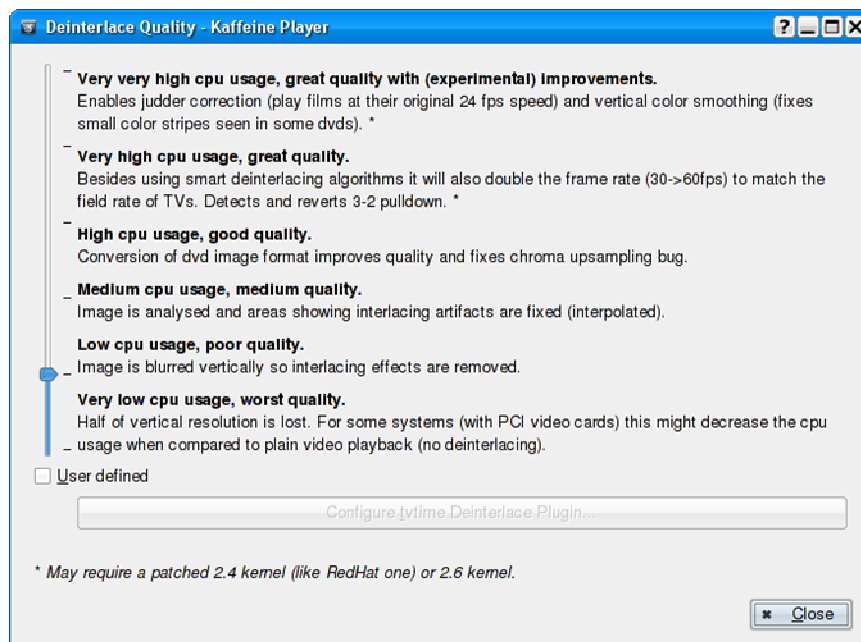 Deinterlace Quality - Kaffeine Player
Very very high cpu usage, great quality with (experimental) improvements.
Enables judder correction (play films at their original 24 fps speed) and vertical color smoothing (fixes
small color stripes seen in some dvds). *
Very high cpu usage, great quality.
Besides using smart deinterlacing algorithms it will also double the frame rate (30->60fps) to match the
field rate of TVs. Detects and reverts 3-2 pulldown. *
High cpu usage, good quality.
Conversion of dvd image format improves quality and fixes chroma upsampling bug.
Medium cpu usage, medium quality.
Image is analysed and areas showing interlacing artifacts are fixed (interpolated).
Low cpu usage, poor quality.
Image is blurred vertically so interlacing effects are removed.
Very low cpu usage, worst quality.
Half of vertical resolution is lost. For some systems (with PCI video cards) this might decrease the cpu
usage when compared to plain video playback (no deinterlacing).
User defined
Configure tvtime Deinterlace Plugin...
* May require a patched 2.4 kernel (like RedHat one) or 2.6 kernel.
Close